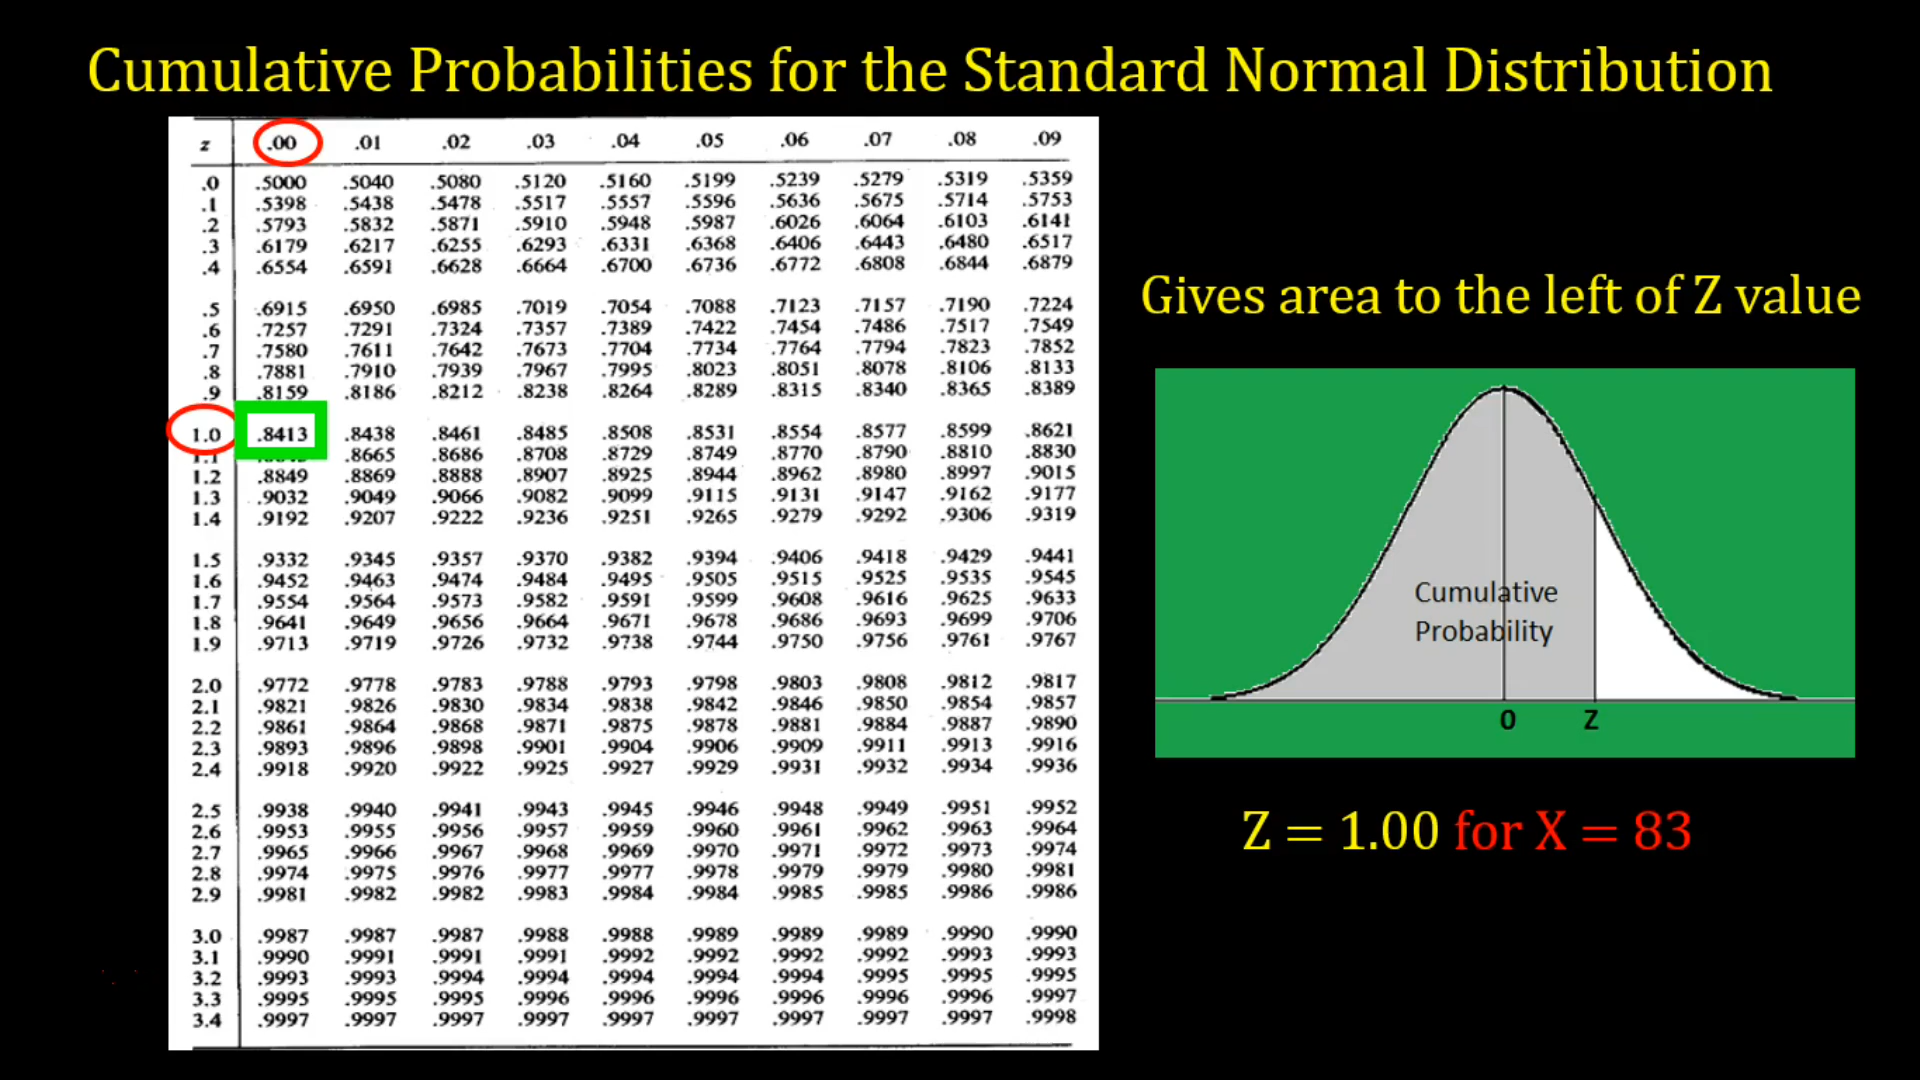 Cumulative Probabilities for the Standard Normal Distribution
z .00 .01 .02 .03 .04 .05 .06 .07 .08 .09
.0 .5000 .5040 .5080 .5120 .5160 .5199 .5239 .5279 .5319 .5359
.1 .5398 .5438 .5478 .5517 .5557 .5596 .5636 .5675 .5714 .5753
.2 .5793 .5832 .5871 .5910 .5948 .5987 .6026 .6064 .6103 .6141
.3 .6179 .6217 .6255 .6293 .6331 .6368 .6406 .6443 .6480 .6517
.4 .6554 .6591 .6628 .6664 .6700 .6736 .6772 .6808 .6844 .6879
.5 .6915 .6950 .6985 .7019 .7054 .7088 .7123 .7157 .7190 .7224
.6 .7257 .7291 .7324 .7357 .7389 .7422 .7454 .7486 .7517 .7549
.7 .7580 .7611 .7642 .7673 .7704 .7734 .7764 .7794 .7823 .7852
.8 .7881 .7910 .7939 .7967 .7995 .8023 .8051 .8078 .8106 .8133
.9 .8159 .8186 .8212 .8238 .8264 .8289 .8315 .8340 .8365 .8389
1.0 .8413 .8438 .8461 .8485 .8508 .8531 .8554 .8577 .8599 .8621
1.1 .8665 .8686 .8708 .8729 .8749 .8770 .8790 .8810 .8830
1.2 .8849 .8869 .8888 .8907 .8925 .8944 .8962 .8980 .8997 .9015
1.3 .9032 .9049 .9066 .9082 .9099 .9115 .9131 .9147 .9162 .9177
1.4 .9192 .9207 .9222 .9236 .9251 .9265 .9279 .9292 .9306 .9319
1.5 .9332 .9345 .9357 .9370 .9382 .9394 .9406 .9418 .9429 .9441
1.6 .9452 .9463 .9474 .9484 .9495 .9505 .9515 .9525 .9535 .9545
1.7 .9554 .9564 .9573 .9582 .9591 .9599 .9608 .9616 .9625 .9633
1.8 .9641 .9649 .9656 .9664 .9671 .9678 .9686 .9693 .9699 .9706
1.9 .9713 .9719 .9726 .9732 .9738 .9744 .9750 .9756 .9761 .9767
2.0 .9772 .9778 .9783 .9788 .9793 .9798 .9803 .9808 .9812 .9817
2.1 .9821 .9826 .9830 .9834 .9838 .9842 .9846 .9850 .9854 .9857
2.2 .9861 .9864 .9868 .9871 .9875 .9878 .9881 .9884 .9887 .9890
2.3 .9893 .9896 .9898 .9901 .9904 .9906 .9909 .9911 .9913 .9916
2.4 .9918 .9920 .9922 .9925 .9927 .9929 .9931 .9932 .9934 .9936
2.5 .9938 .9940 .9941 .9943 .9945 .9946 .9948 .9949 .9951 .9952
2.6 .9953 .9955 .9956 .9957 .9959 .9960 .9961 .9962 .9963 .9964
2.7 .9965 .9966 .9967 .9968 .9969 .9970 .9971 .9972 .9973 .9974
2.8 .9974 .9975 .9976 .9977 .9977 .9978 .9979 .9979 .9980 .9981
2.9 .9981 .9982 .9982 .9983 .9984 .9984 .9985 .9985 .9986 .9986
3.0 .9987 .9987 .9987 .9988 .9988 .9989 .9989 .9989 .9990 .9990
3.1 .9990 .9991 .9991 .9991 .9992 .9992 .9992 .9992 .9993 .9993
3.2 .9993 .9993 .9994 .9994 .9994 .9994 .9994 .9995 .9995 .9995
3.3 .9995 .9995 .9995 .9996 .9996 .9996 .9996 .9996 .9996 .9997
3.4 .9997 .9997 .9997 .9997 .9997 .9997 .9997 .9997 .9997 .9998
Gives area to the left of Z value
Cumulative
Probability
0 Z
Z = 1.00 for X = 83